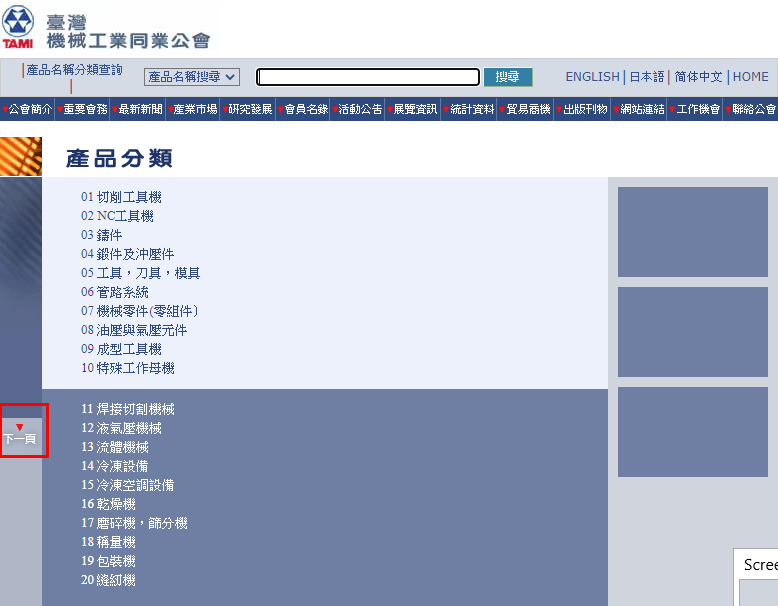 TAMI
臺灣
機械工業同業公會
|產品名稱分類查詢
|
產品名稱搜尋
搜尋
ENGLISH | 日本語 | 简体中文 | HOME
公會簡介 重要會務 最新新聞 產業市場 研究發展 會員名錄 活動公告 展覽資訊 統計資料 貿易商機 出版刊物 網站連結 工作機會 聯絡公會
產品分類
01 切削工具機
02 NC工具機
03 鑄件
04 鍛件及沖壓件
05 工具，刀具，模具
06 管路系統
07 機械零件(零組件）
08 油壓與氣壓元件
09 成型工具機
10 特殊工作母機
下一頁
11 焊接切割機械
12 液氣壓機械
13 流體機械
14 冷凍設備
15 冷凍空調設備
16 乾燥機
17 磨碎機，篩分機
18 稱量機
19 包裝機
20 縫紉機
Scree